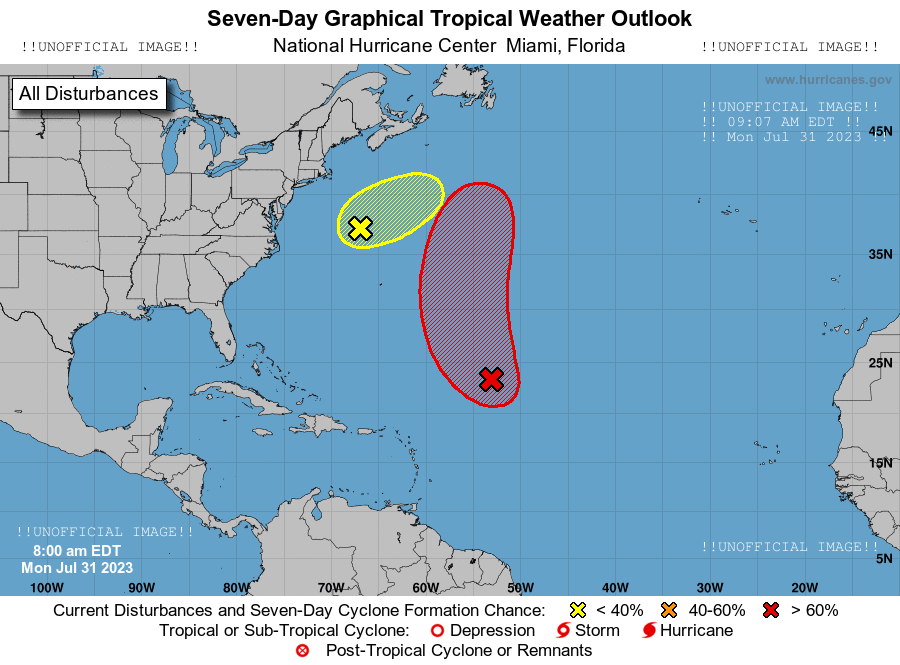 Seven-Day Graphical Tropical Weather Outlook
!!UNOFFICIAL IMAGE!! National Hurricane Center Miami, Florida !!UNOFFICIAL IMAGE!!
www.hurricanes.gov
All Disturbances
!!UNOFFICIAL IMAGE!!
!! 09:07 AM EDT !!
!! Mon Jul 31 2023 !!
45N
35N
25N
15N
!!UNOFFICIAL IMAGE!!
8:00 am EDT
Mon Jul 31 2023
!!UNOFFICIAL IMAGE!!
5N
100W 90W 80W 70W 60W 50W 40W 30W 20W
Current Disturbances and Seven-Day Cyclone Formation Chance: < 40% 40-60% > 60%
Tropical or Sub-Tropical Cyclone: Depression Storm Hurricane
Post-Tropical Cyclone or Remnants